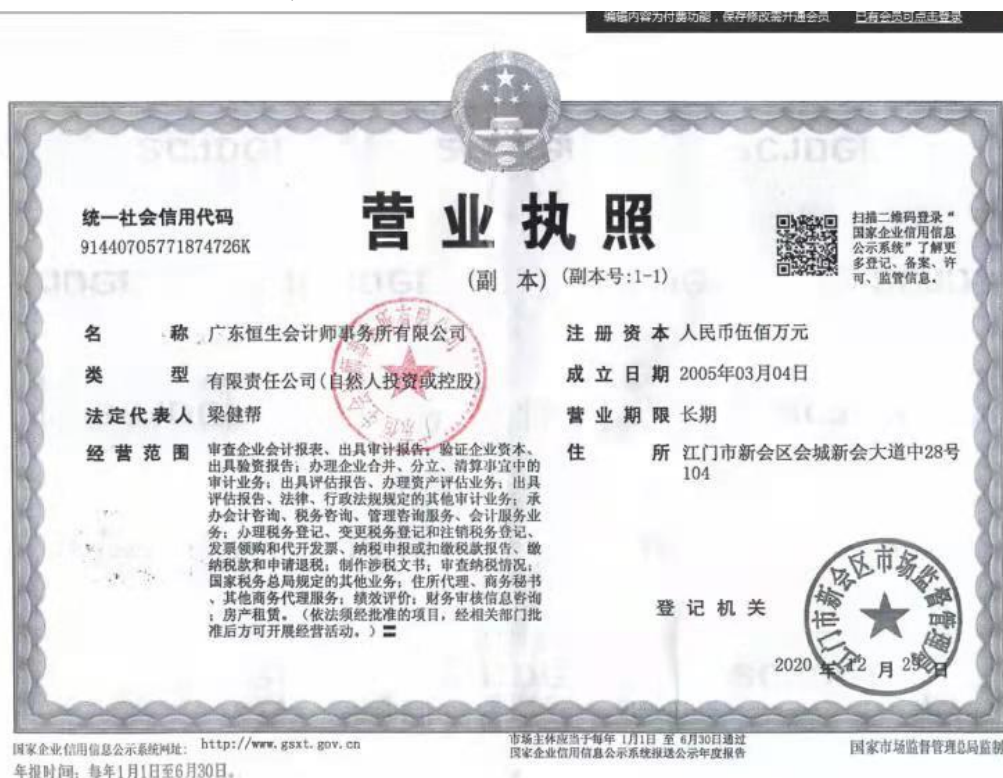 编辑内容为付费功能，保存修改需开通会员 已有会员可点击登录
统一社会信用代码
91440705771874726K
营业执照
(副 本) (副本号:1-1)
扫描二维码登录“
国家企业信用信息
公示系统”了解更
多登记、备案、许
可、监管信息。
名 称 广东恒生会计师事务所有限公司
类 型 有限责任公司(自然人投资或控股)
法定代表人 梁健帮
经营范围 审查企业会计报表、出具审计报告；验证企业资本、
出具验资报告；办理企业合并、分立、清算事宜中的
审计业务；出具评估报告、办理资产评估业务；出具
评估报告、法律、行政法规规定的其他审计业务；承
办会计咨询、税务咨询、管理咨询服务、会计服务业
务；办理税务登记、变更税务登记和注销税务登记、
发票领购和代开发票、纳税申报或扣缴税款报告、缴
纳税款和申请退税；制作涉税文书；审查纳税情况；
国家税务总局规定的其他业务；住所代理、商务秘书
、其他商务代理服务；绩效评价；财务审核信息咨询
；房产租赁。（依法须经批准的项目，经相关部门批
准后方可开展经营活动。）〓
注册资本 人民币伍佰万元
成立日期 2005年03月04日
营业期限 长期
住 所 江门市新会区会城新会大道中28号
104
登记机关
江门市新会区市场监督管理局
2020 年 12 月 29 日
国家企业信用信息公示系统网址： http://www.gsxt.gov.cn
市场主体应当于每年 1月1日 至 6月30日通过
国家企业信用信息公示系统报送公示年度报告
国家市场监督管理总局监制
年报时间：每年1月1日至6月30日。